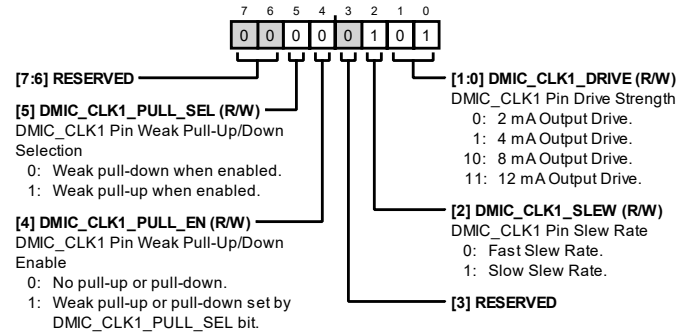 7 6 5 4 3 2 1 0
0 0 0 0 0 1 0 1
[7:6] RESERVED
[5] DMIC_CLK1_PULL_SEL (R/W)
DMIC_CLK1 Pin Weak Pull-Up/Down
Selection
0: Weak pull-down when enabled.
1: Weak pull-up when enabled.
[4] DMIC_CLK1_PULL_EN (R/W)
DMIC_CLK1 Pin Weak Pull-Up/Down
Enable
0: No pull-up or pull-down.
1: Weak pull-up or pull-down set by
DMIC_CLK1_PULL_SEL bit.
[1:0] DMIC_CLK1_DRIVE (R/W)
DMIC_CLK1 Pin Drive Strength
0: 2 mA Output Drive.
1: 4 mA Output Drive.
10: 8 mA Output Drive.
11: 12 mA Output Drive.
[2] DMIC_CLK1_SLEW (R/W)
DMIC_CLK1 Pin Slew Rate
0: Fast Slew Rate.
1: Slow Slew Rate.
[3] RESERVED